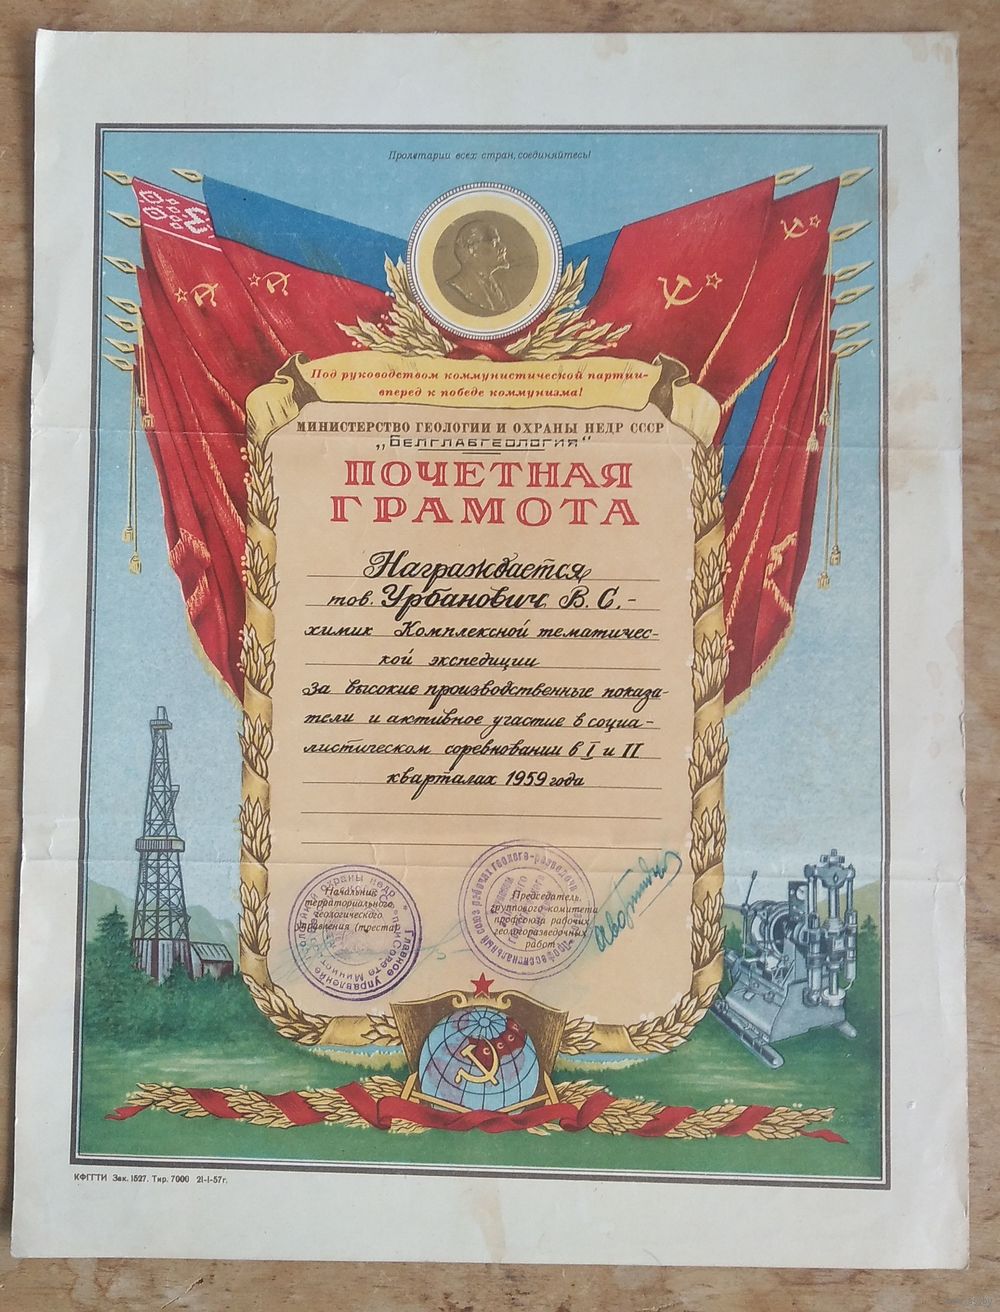 Пролетарии всех стран, соединяйтесь!
Под руководством коммунистической партии-
вперед к победе коммунизма!
МИНИСТЕРСТВО ГЕОЛОГИИ И ОХРАНЫ НЕДР СССР
„БЕЛГЛАВГЕОЛОГИЯ“
ПОЧЕТНАЯ
ГРАМОТА
Награждается
тов. Урбанович В. С. -
химик Комплексной тематичес-
кой экспедиции
За высокие производственные показа-
тели и активное участие в социа-
листическом соревновании в I и II
кварталах 1959 года
Начальник
территориального
геологического
управления (треста)
Председатель
группового комитета
профсоюза рабочих
геологоразведочных
работ
СССР
КФГГТИ Зак. 1527. Тир. 7000 21-I-57г.